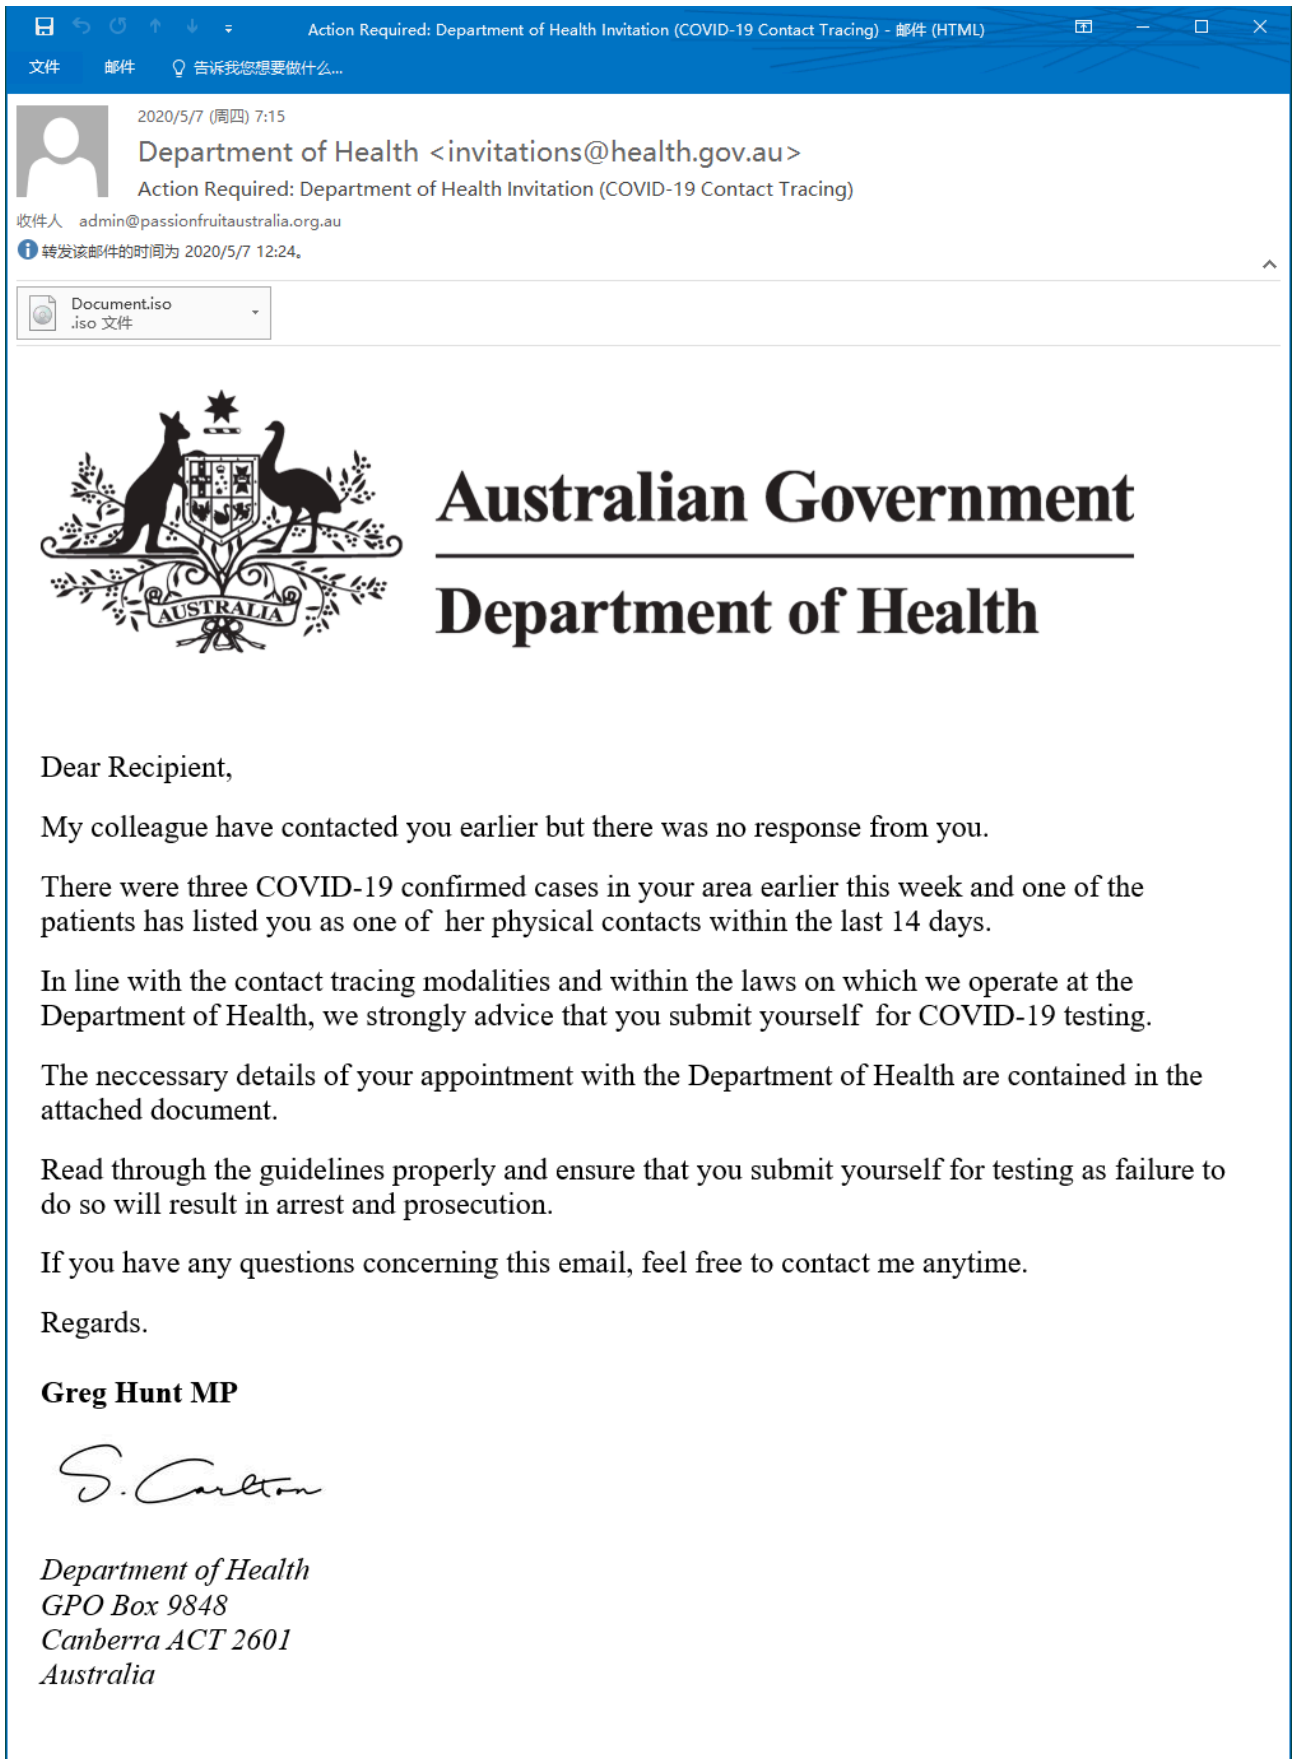 Action Required: Department of Health Invitation (COVID-19 Contact Tracing) - 邮件 (HTML)
文件 邮件 告诉我您想要做什么...
2020/5/7 (周四) 7:15
Department of Health <invitations@health.gov.au>
Action Required: Department of Health Invitation (COVID-19 Contact Tracing)
收件人 admin@passionfruitaustralia.org.au
转发该邮件的时间为 2020/5/7 12:24。
Document.iso
.iso 文件
AUSTRALIA
Australian Government
Department of Health
Dear Recipient,
My colleague have contacted you earlier but there was no response from you.
There were three COVID-19 confirmed cases in your area earlier this week and one of the
patients has listed you as one of  her physical contacts within the last 14 days.
In line with the contact tracing modalities and within the laws on which we operate at the
Department of Health, we strongly advice that you submit yourself  for COVID-19 testing.
The neccessary details of your appointment with the Department of Health are contained in the
attached document.
Read through the guidelines properly and ensure that you submit yourself for testing as failure to
do so will result in arrest and prosecution.
If you have any questions concerning this email, feel free to contact me anytime.
Regards.
Greg Hunt MP
S. Carlton
Department of Health
GPO Box 9848
Canberra ACT 2601
Australia